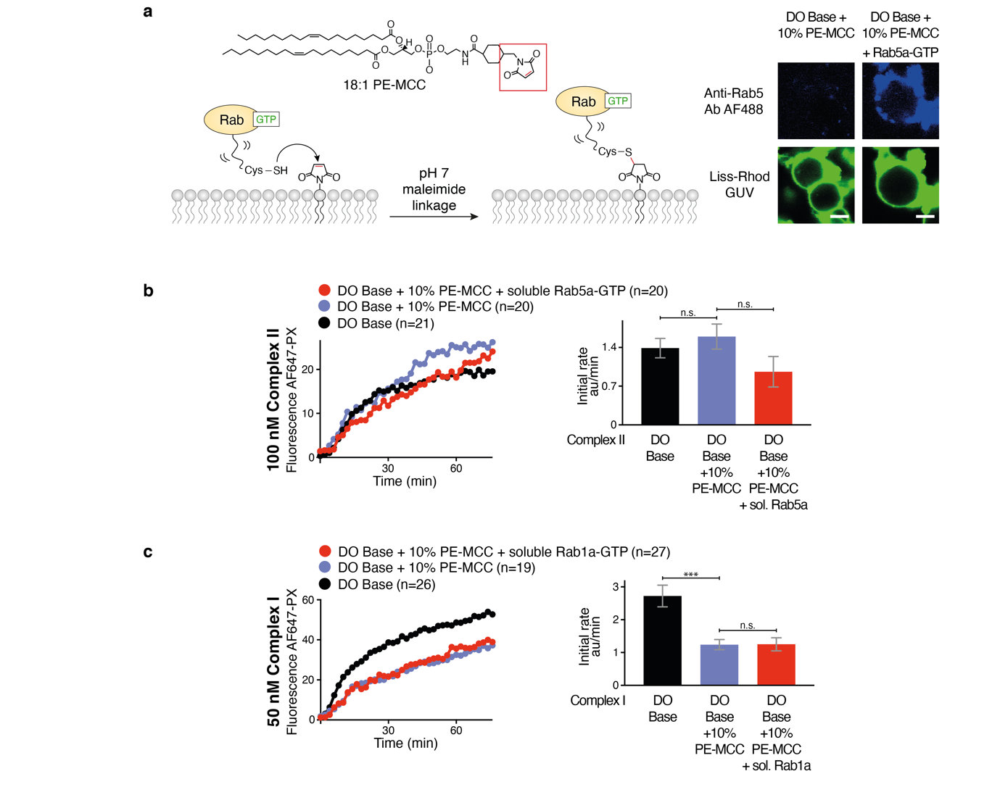 a
O
O
H
O
O
O
O
P
O
O
N
H
O
N
O
O
18:1 PE-MCC
DO Base +
10% PE-MCC
DO Base +
10% PE-MCC
+ Rab5a-GTP
Anti-Rab5
Ab AF488
Liss-Rhod
GUV
Rab
GTP
Cys
SH
O
O
N
pH 7
maleimide
linkage
Rab
GTP
Cys
S
O
O
N
b
DO Base + 10% PE-MCC + soluble Rab5a-GTP (n=20)
DO Base + 10% PE-MCC (n=20)
DO Base (n=21)
100 nM Complex II
Fluorescence AF647-PX
20
10
0
30
60
Time (min)
n.s.
n.s.
Initial rate
au/min
1.4
0.7
0
Complex II
DO
Base
DO
Base
+10%
PE-MCC
DO
Base
+10%
PE-MCC
+ sol. Rab5a
c
DO Base + 10% PE-MCC + soluble Rab1a-GTP (n=27)
DO Base + 10% PE-MCC (n=19)
DO Base (n=26)
50 nM Complex I
Fluorescence AF647-PX
60
40
20
0
30
60
Time (min)
***
n.s.
Initial rate
au/min
3
2
1
0
Complex I
DO
Base
DO
Base
+10%
PE-MCC
DO
Base
+10%
PE-MCC
+ sol. Rab1a